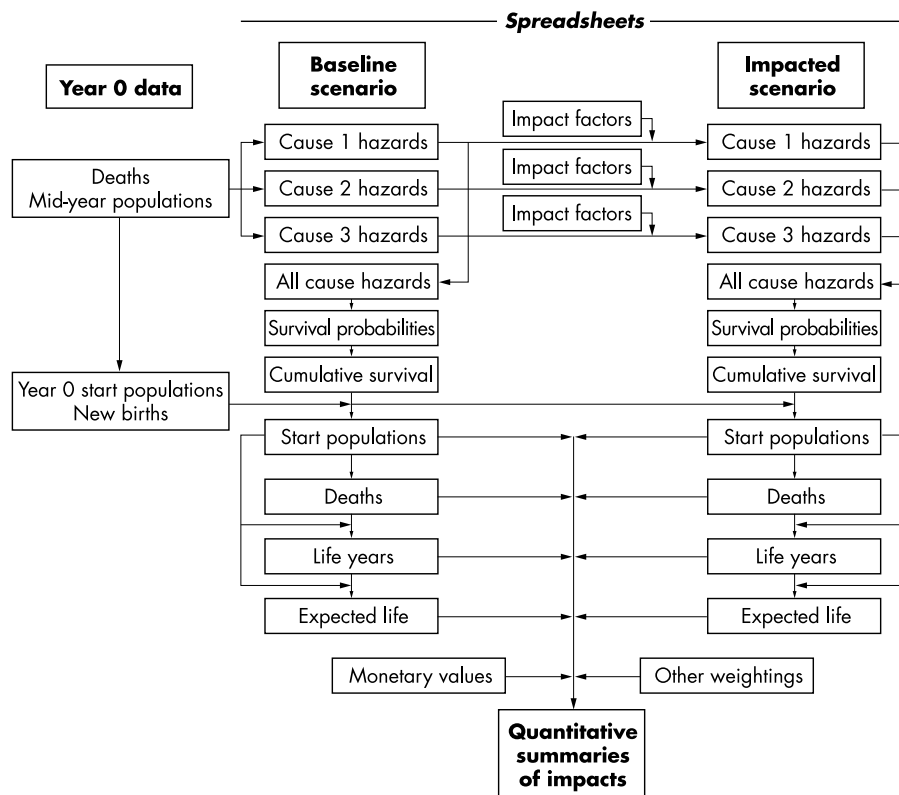 Spreadsheets
Year 0 data
Baseline
scenario
Impacted
scenario
Impact factors
Cause 1 hazards
Cause 1 hazards
Deaths
Mid-year populations
Impact factors
Cause 2 hazards
Cause 2 hazards
Impact factors
Cause 3 hazards
Cause 3 hazards
All cause hazards
All cause hazards
Survival probabilities
Survival probabilities
Cumulative survival
Cumulative survival
Year 0 start populations
New births
Start populations
Start populations
Deaths
Deaths
Life years
Life years
Expected life
Expected life
Monetary values
Other weightings
Quantitative
summaries
of impacts